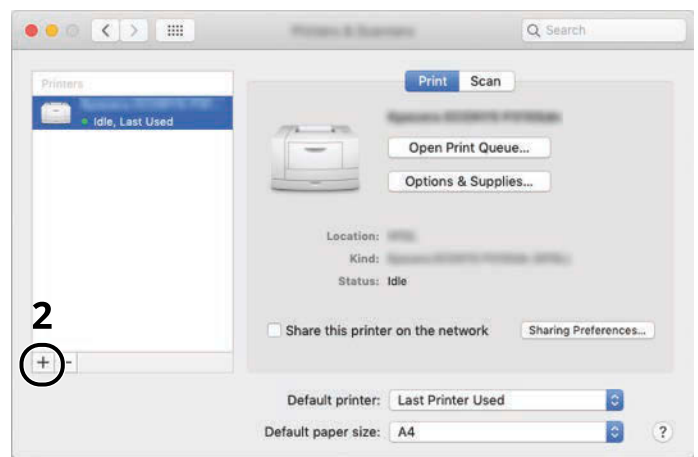 Search
Printers
Print Scan
Idle, Last Used
Open Print Queue...
Options & Supplies...
Location:
Kind:
Status: Idle
2
Share this printer on the network Sharing Preferences...
+ -
Default printer: Last Printer Used
Default paper size: A4 ?